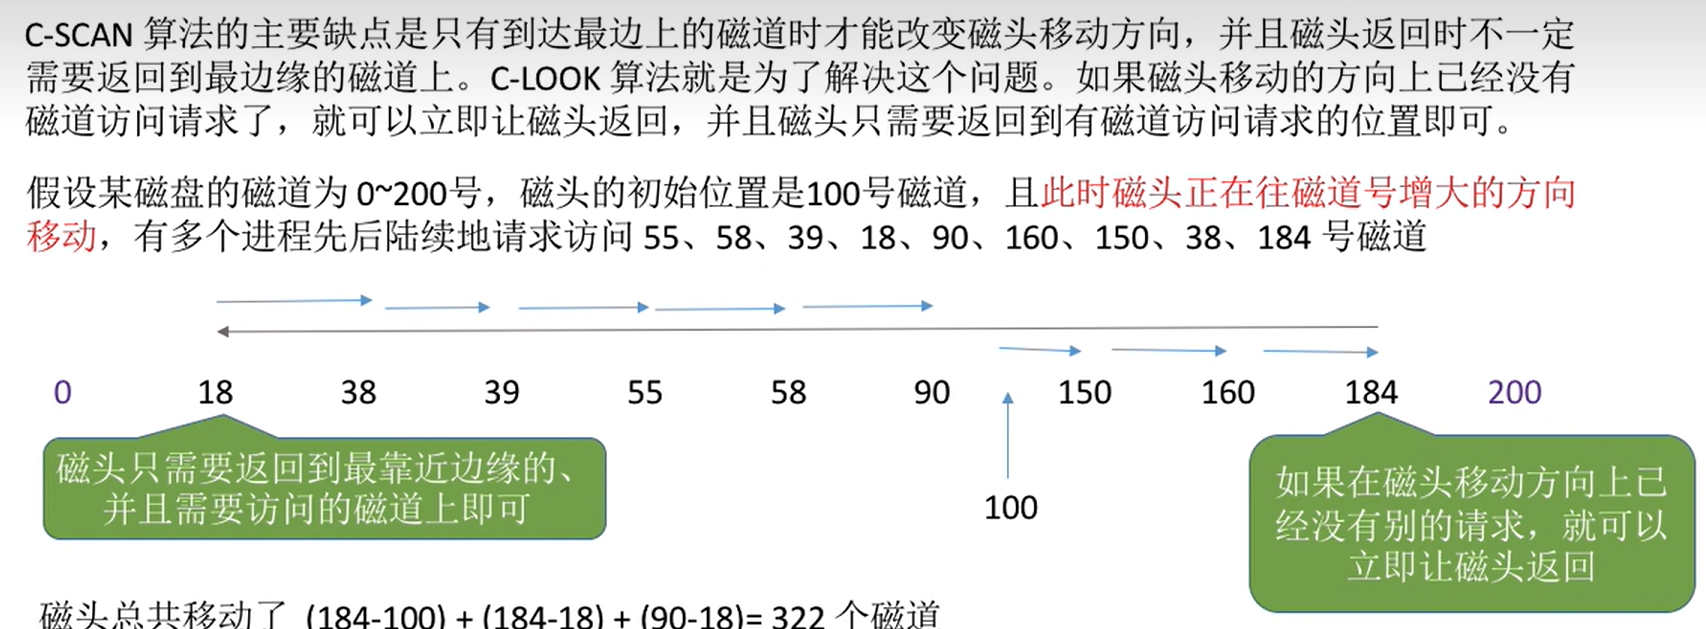 C-SCAN 算法的主要缺点是只有到达最边上的磁道时才能改变磁头移动方向，并且磁头返回时不一定
需要返回到最边缘的磁道上。C-LOOK 算法就是为了解决这个问题。如果磁头移动的方向上已经没有
磁道访问请求了，就可以立即让磁头返回，并且磁头只需要返回到有磁道访问请求的位置即可。
假设某磁盘的磁道为 0~200号，磁头的初始位置是100号磁道，且此时磁头正在往磁道号增大的方向
移动，有多个进程先后陆续地请求访问 55、58、39、18、90、160、150、38、184 号磁道
0 18 38 39 55 58 90 150 160 184 200
磁头只需要返回到最靠近边缘的、
并且需要访问的磁道上即可
100
如果在磁头移动方向上已
经没有别的请求，就可以
立即让磁头返回
磁头总共移动了 (184-100) + (184-18) + (90-18)= 322 个磁道